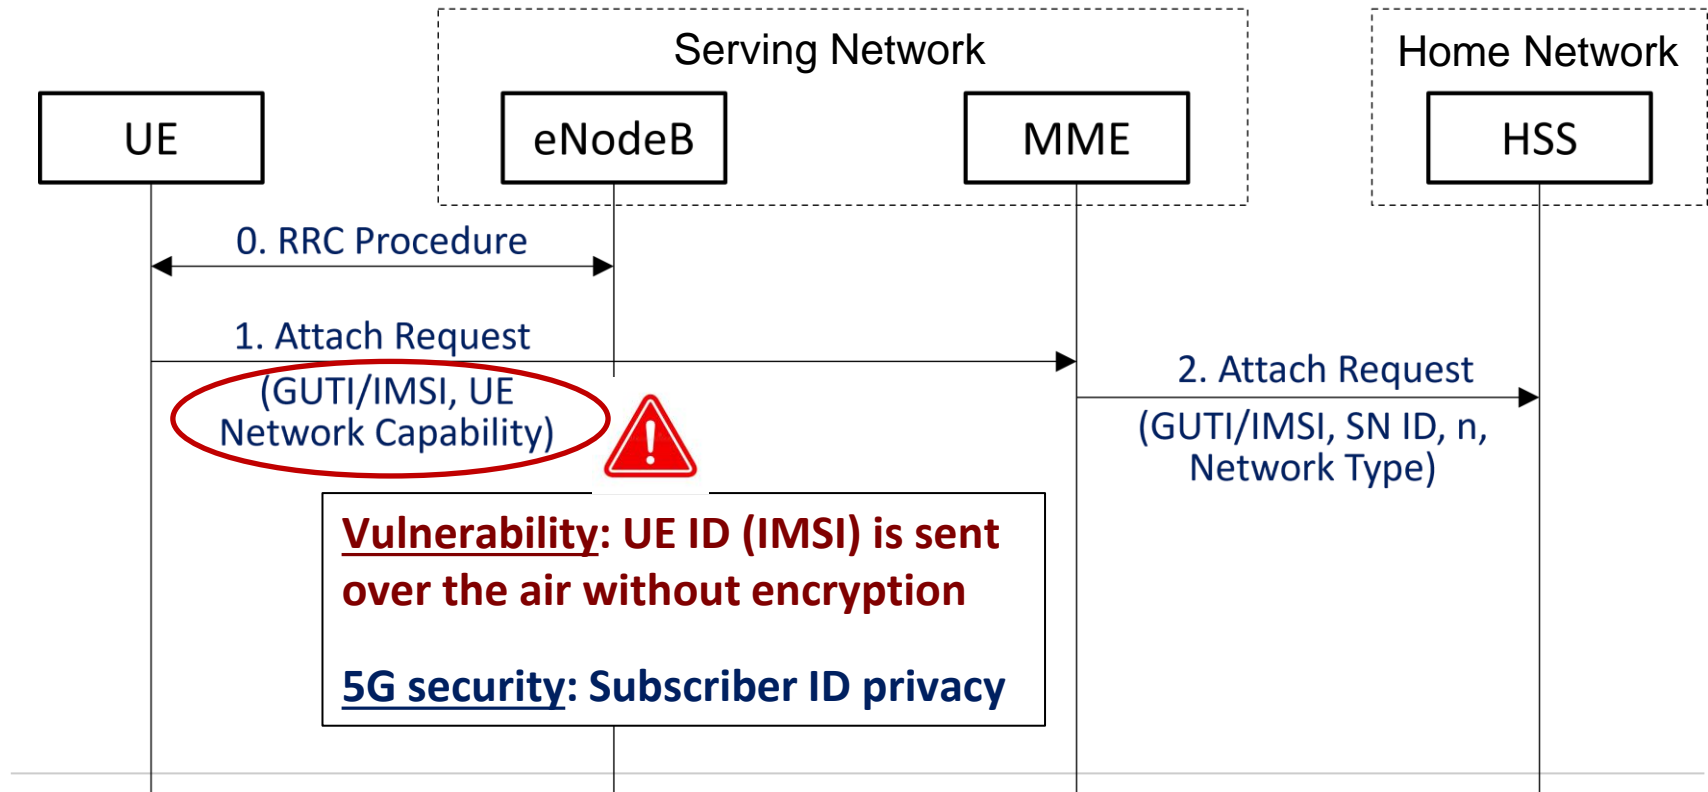 Serving Network
Home Network
UE
eNodeB
MME
HSS
0. RRC Procedure
1. Attach Request
(GUTI/IMSI, UE
Network Capability)
2. Attach Request
(GUTI/IMSI, SN ID, n,
Network Type)
!
Vulnerability: UE ID (IMSI) is sent
over the air without encryption
5G security: Subscriber ID privacy